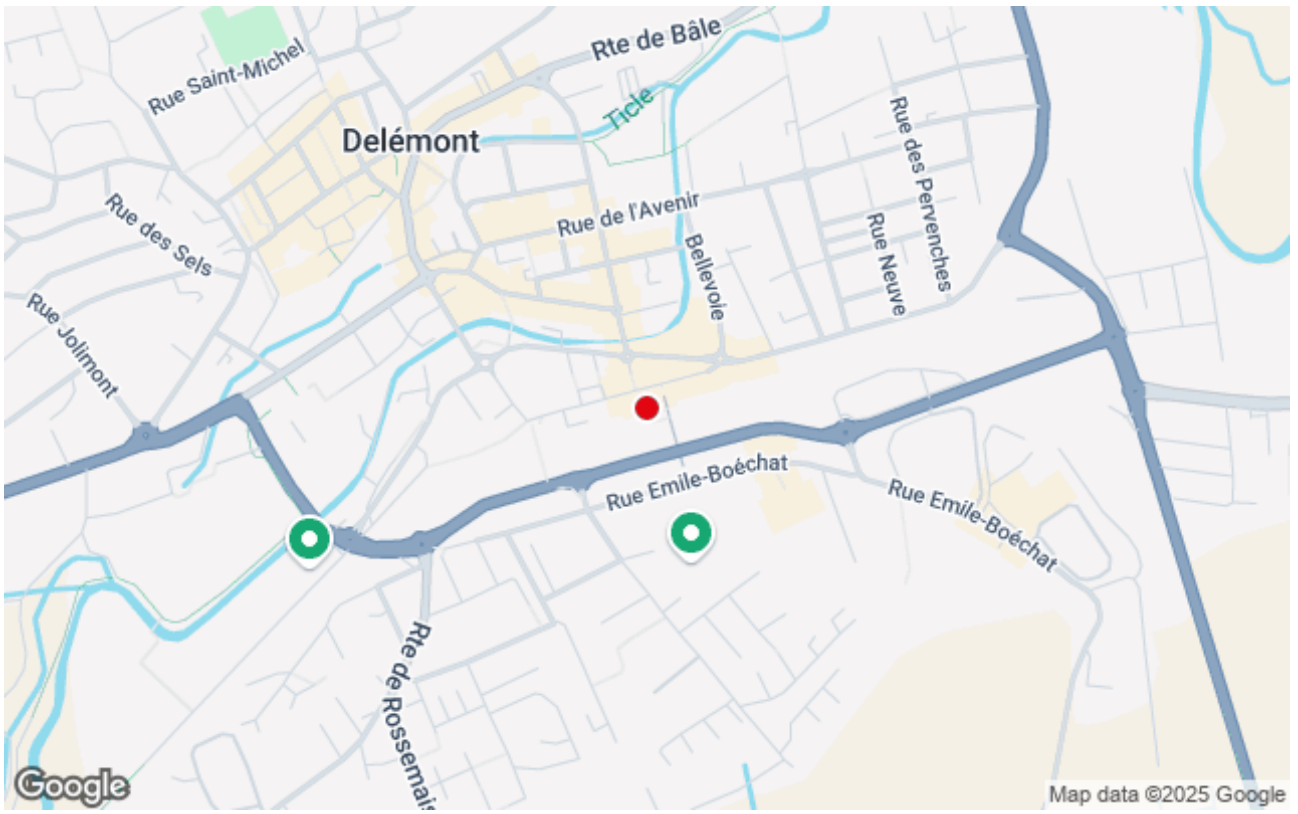 Rte de Bâle
Rue Saint-Michel
Ticle
Delémont
Rue des Pervenches
Rue de l'Avenir
Rue des Sels
Rue Neuve
Bellevoie
Rue Jolimont
Rue Emile-Boéchat
Rue Emile-Boéchat
Rte de Rossemais
Google
Map data ©2025 Google